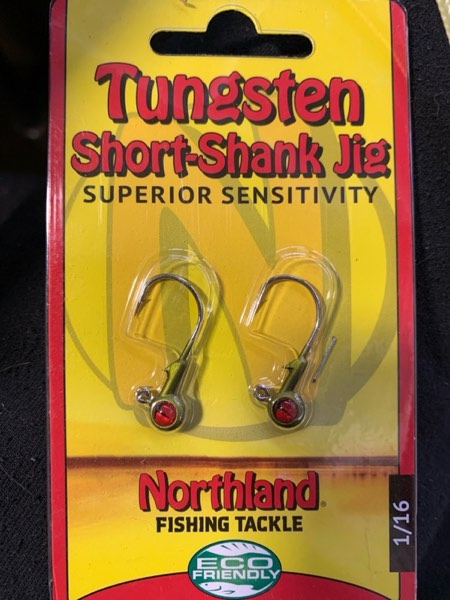 Tungsten
Short-Shank Jig
SUPERIOR SENSITIVITY
Northland®
FISHING TACKLE
1/16
ECO
FRIENDLY